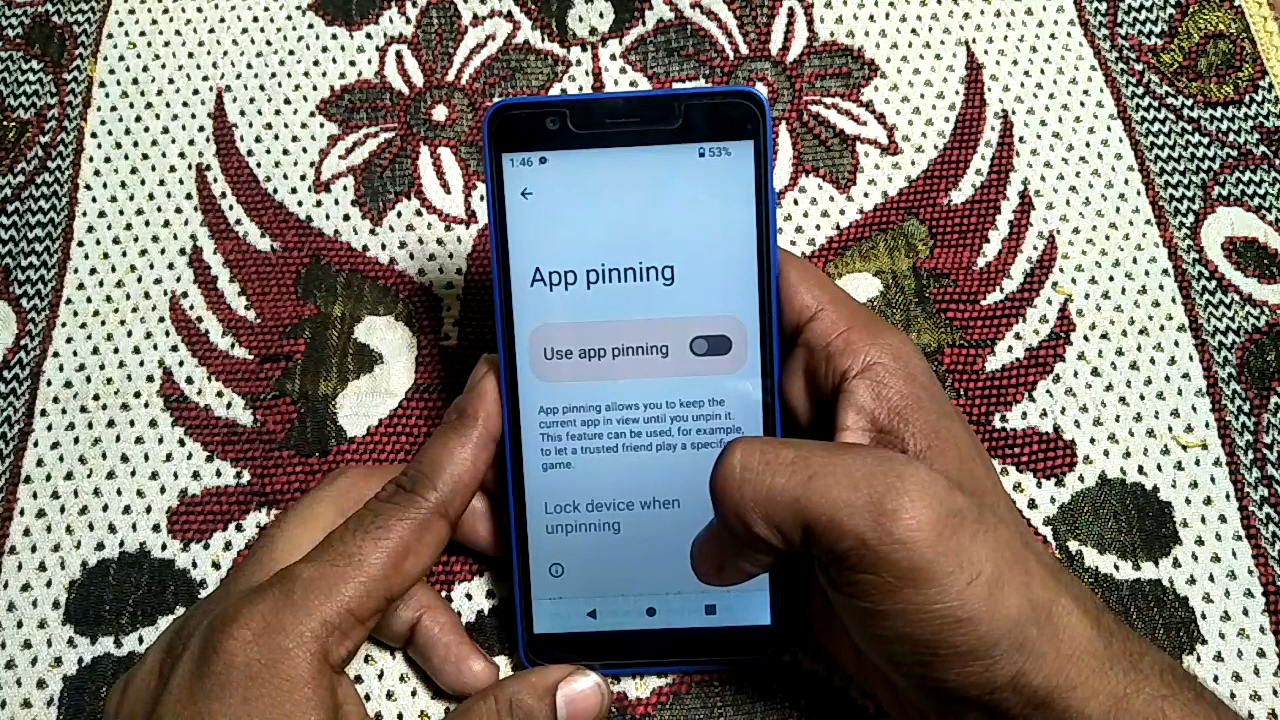 1:46
53%
App pinning
Use app pinning
App pinning allows you to keep the
current app in view until you unpin it.
This feature can be used, for example,
to let a trusted friend play a specific
game.
Lock device when
unpinning